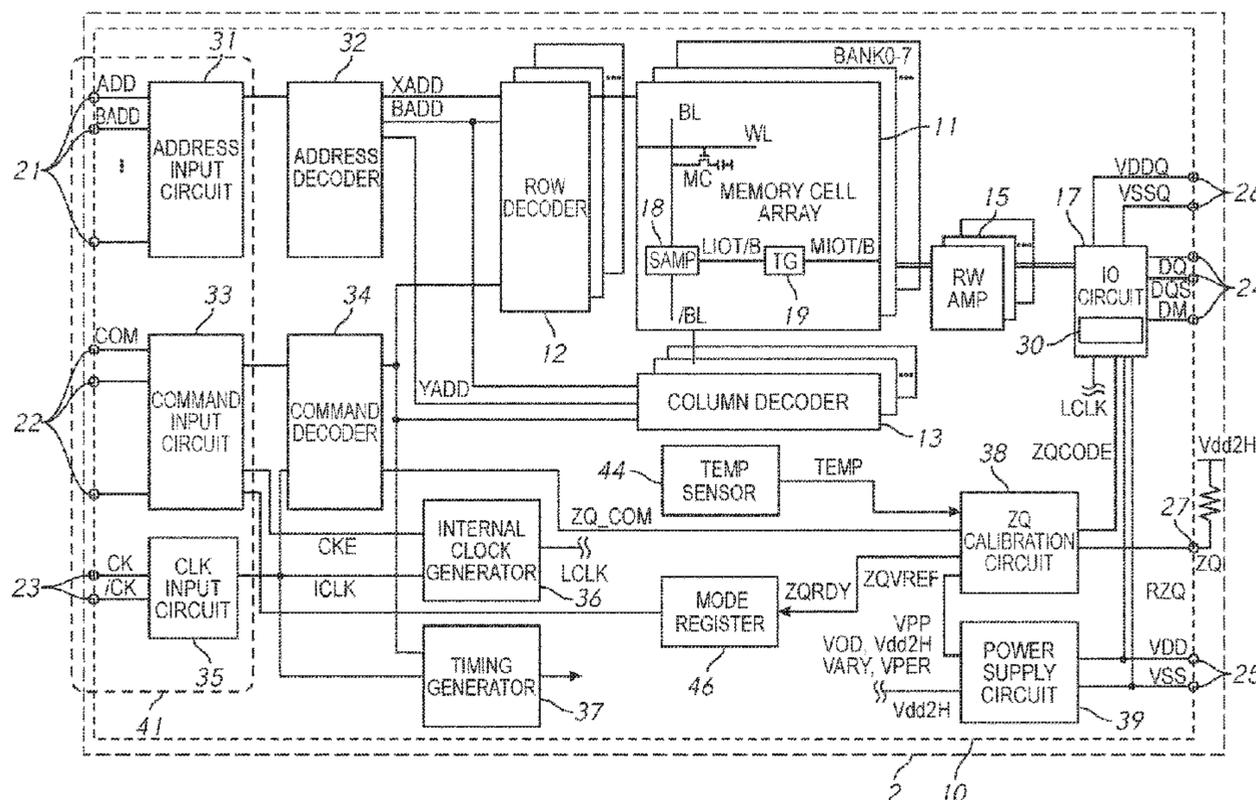 31
32
BANK0-7
ADD
XADD
BADD
BADD
BL
11
WL
ADDRESS
INPUT
CIRCUIT
ADDRESS
DECODER
ROW
DECODER
MC
MEMORY CELL
ARRAY
21
VDDQ
17
26
VSSQ
15
18
LIOT/B
MIOT/B
SAMP
TG
RW
AMP
IO
CIRCUIT
DQ
24
DQS
DM
33
34
/BL
19
12
30
COM
COMMAND
INPUT
CIRCUIT
COMMAND
DECODER
YADD
COLUMN DECODER
LCLK
22
13
ZQCODE
44
TEMP
SENSOR
TEMP
38
Vdd2H
ZQ_COM
ZQ
CALIBRATION
CIRCUIT
27
CKE
INTERNAL
CLOCK
GENERATOR
LCLK
ZQ
CK
/CK
23
CLK
INPUT
CIRCUIT
ICLK
36
ZQRDY
ZQVREF
MODE
REGISTER
RZQ
35
TIMING
GENERATOR
VPP
VOD, Vdd2H
VARY, VPER
POWER
SUPPLY
CIRCUIT
VDD
VSS
25
46
37
Vdd2H
39
41
2
10